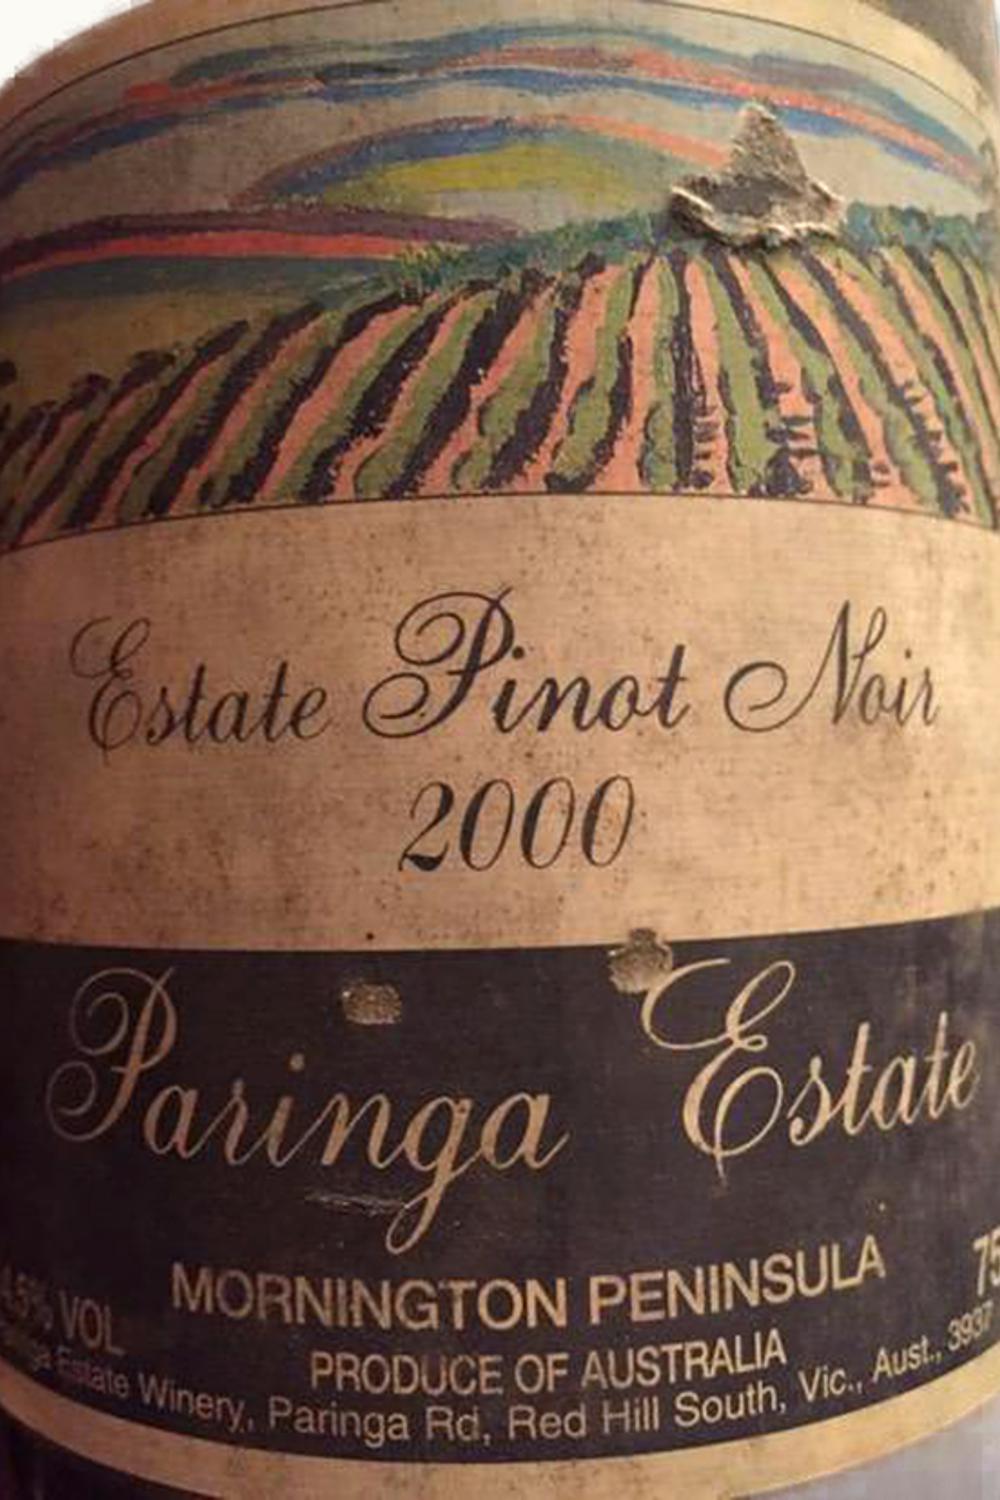 Estate Pinot Noir
2000
Paringa Estate
MORNINGTON PENINSULA
VOL
PRODUCE OF AUSTRALIA
Estate Winery, Paringa Rd, Red Hill South, Vic., Aust., 3937